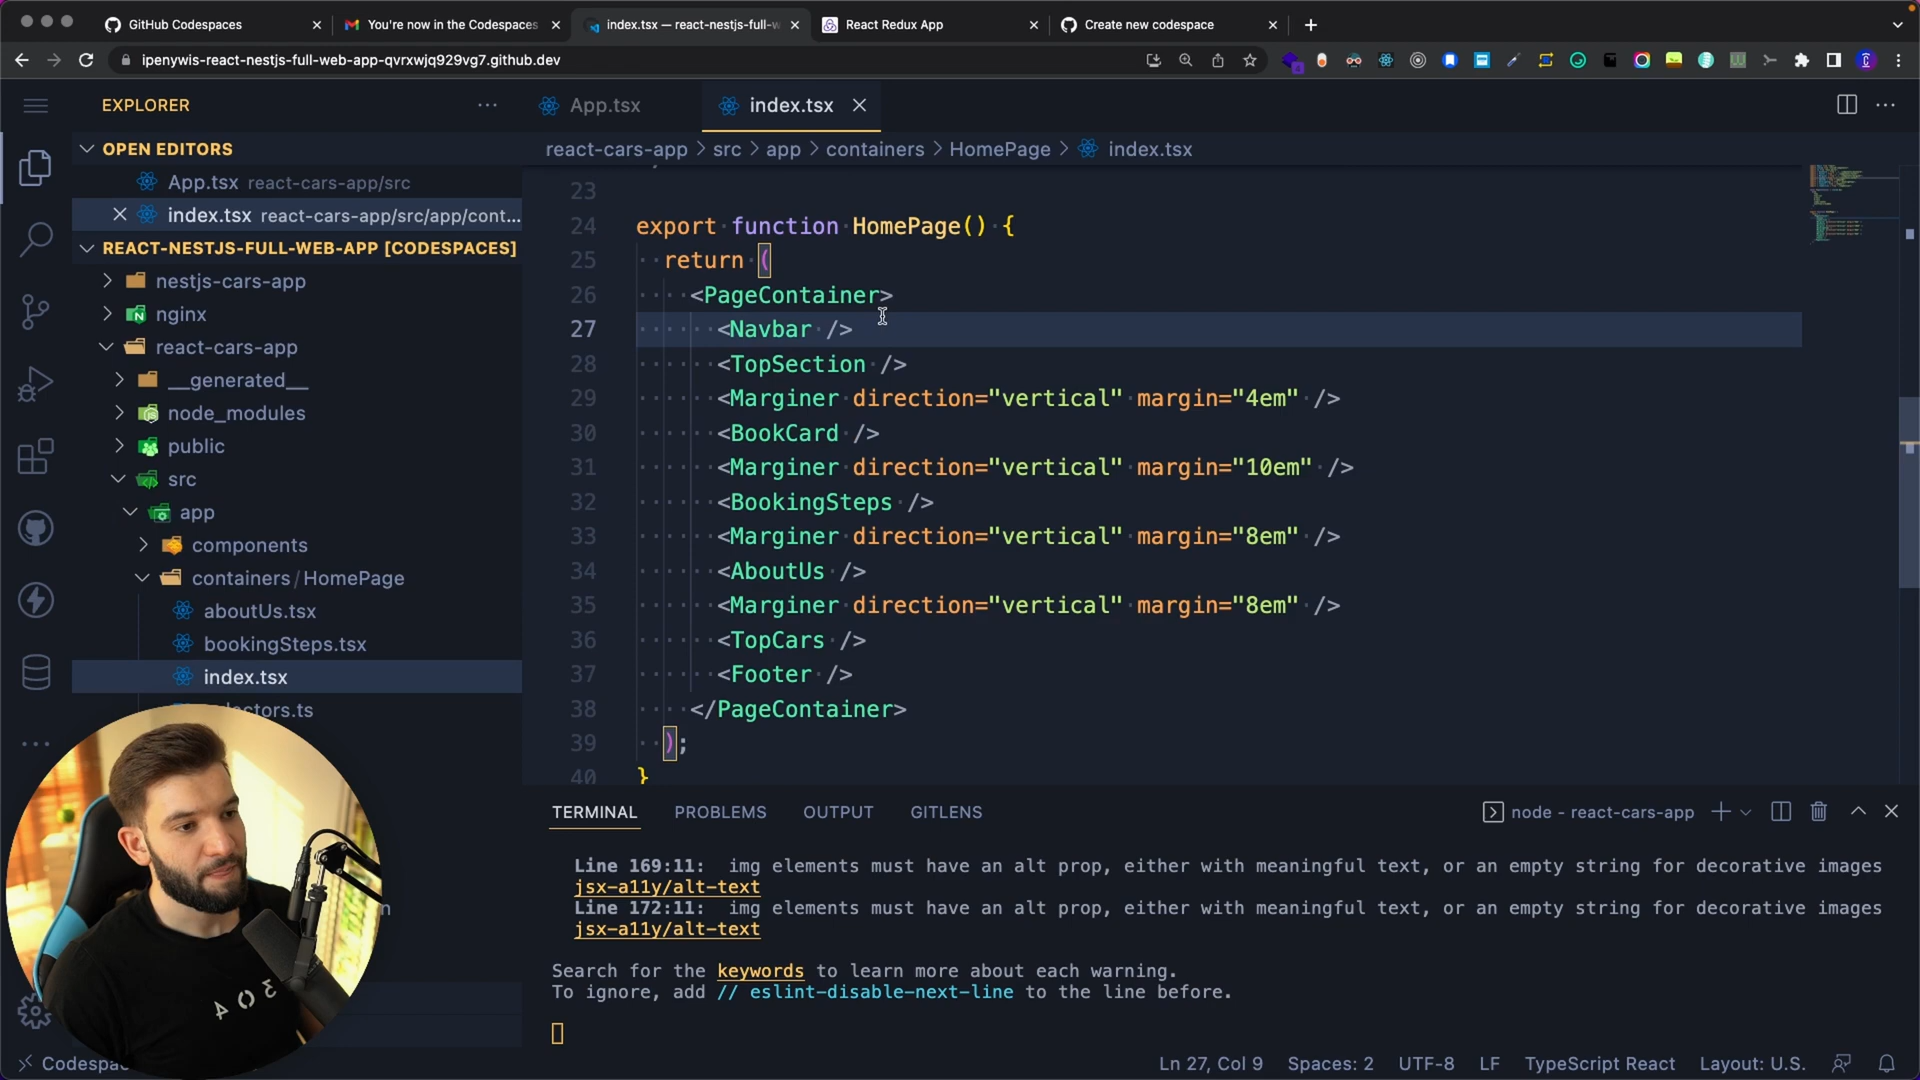 GitHub Codespaces
You're now in the Codespaces
index.tsx — react-nestjs-full-w
React Redux App
Create new codespace
ipenywis-react-nestjs-full-web-app-qvrxwjq929vg7.github.dev
EXPLORER
App.tsx
index.tsx
OPEN EDITORS
App.tsx react-cars-app/src
index.tsx react-cars-app/src/app/cont...
REACT-NESTJS-FULL-WEB-APP [CODESPACES]
nestjs-cars-app
nginx
react-cars-app
__generated__
node_modules
public
src
app
components
containers / HomePage
aboutUs.tsx
bookingSteps.tsx
index.tsx
ctors.ts
react-cars-app > src > app > containers > HomePage > index.tsx
23
24 export function HomePage() {
25 return (
26 <PageContainer>
27 <Navbar />
28 <TopSection />
29 <Marginer direction="vertical" margin="4em" />
30 <BookCard />
31 <Marginer direction="vertical" margin="10em" />
32 <BookingSteps />
33 <Marginer direction="vertical" margin="8em" />
34 <AboutUs />
35 <Marginer direction="vertical" margin="8em" />
36 <TopCars />
37 <Footer />
38 </PageContainer>
39 );
40 }
TERMINAL PROBLEMS OUTPUT GITLENS
node - react-cars-app
Line 169:11: img elements must have an alt prop, either with meaningful text, or an empty string for decorative images
jsx-a11y/alt-text
Line 172:11: img elements must have an alt prop, either with meaningful text, or an empty string for decorative images
jsx-a11y/alt-text
Search for the keywords to learn more about each warning.
To ignore, add // eslint-disable-next-line to the line before.
Codespa
Ln 27, Col 9 Spaces: 2 UTF-8 LF TypeScript React Layout: U.S.